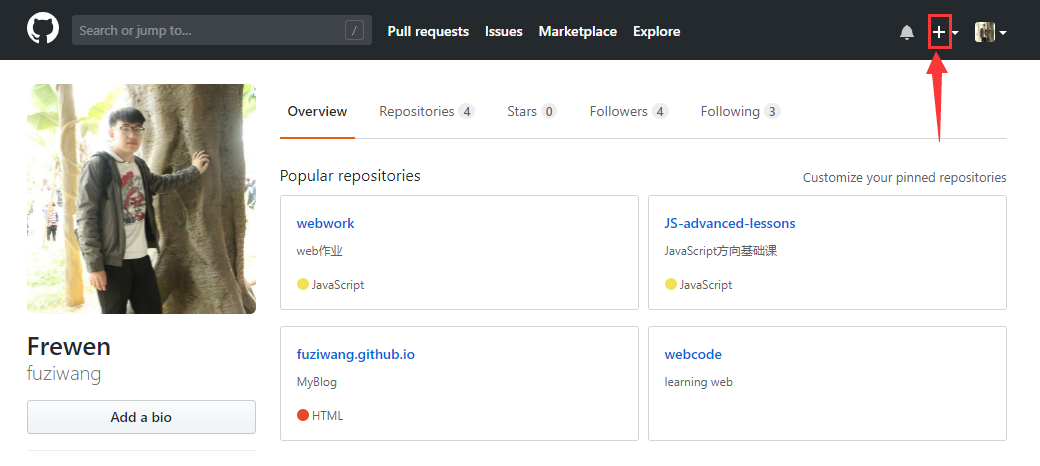 Search or jump to... /
Pull requests Issues Marketplace Explore
Overview Repositories 4 Stars 0 Followers 4 Following 3
Popular repositories
Customize your pinned repositories
webwork
web作业
JavaScript
JS-advanced-lessons
JavaScript方向基础课
JavaScript
fuziwang.github.io
MyBlog
HTML
webcode
learning web
Frewen
fuziwang
Add a bio